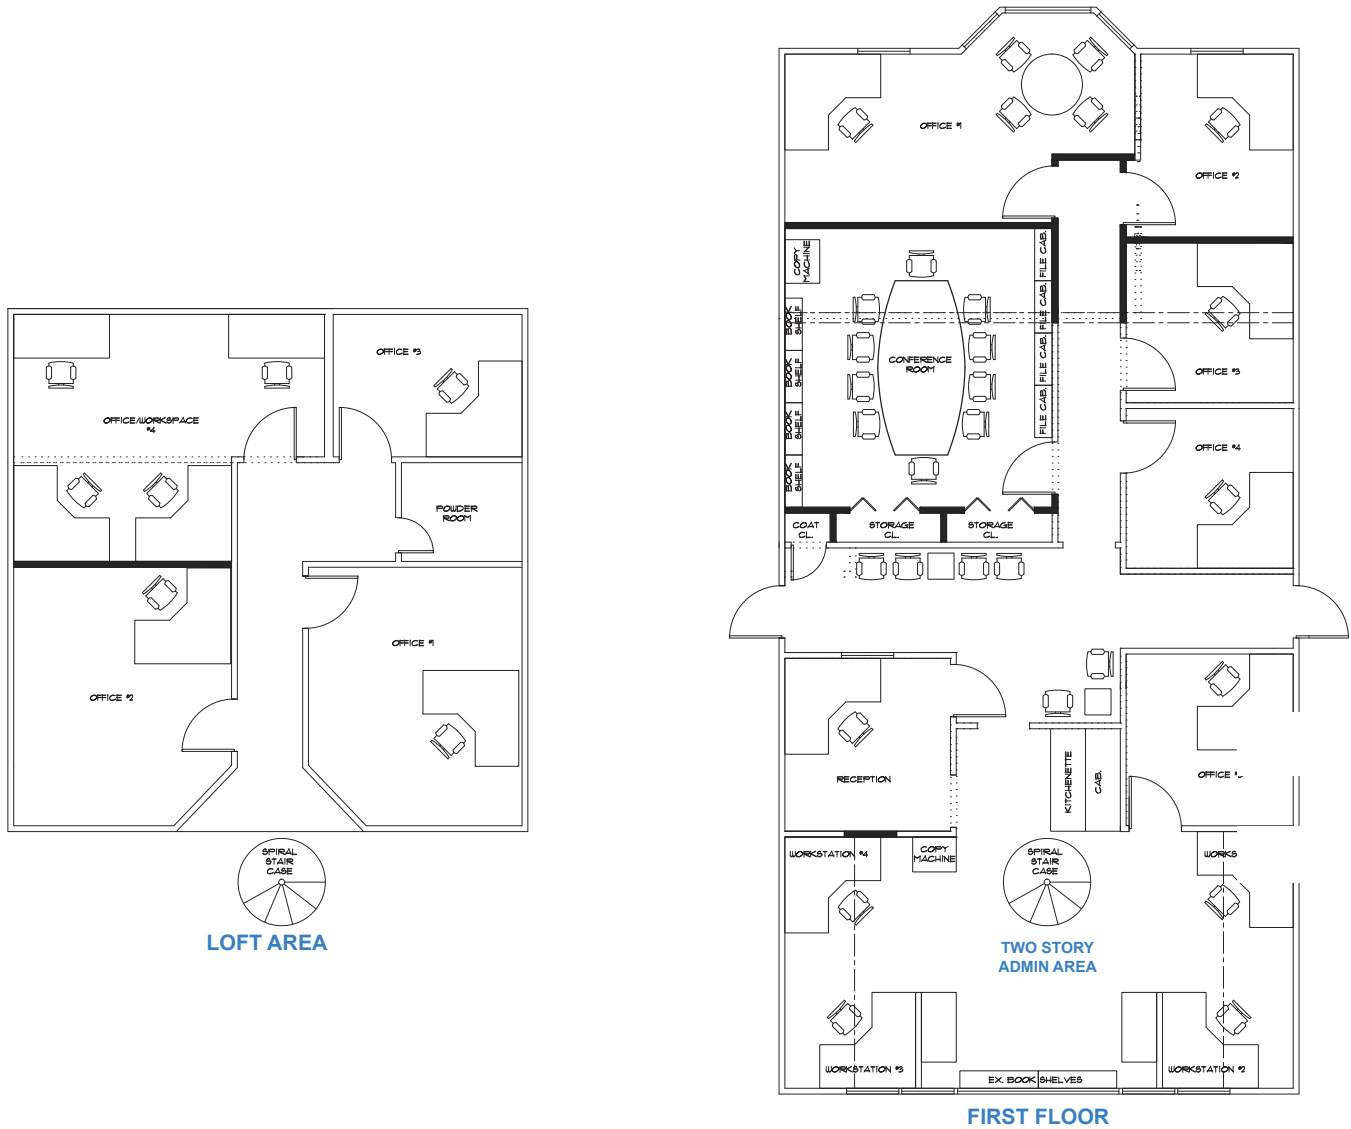 OFFICE #3
OFFICE/WORKSPACE
#4
POWDER
ROOM
OFFICE #1
OFFICE #2
SPIRAL
STAIR
CASE
LOFT AREA
OFFICE #1
OFFICE #2
COPY
MACHINE
FILE CAB.
FILE CAB.
FILE CAB.
FILE CAB.
BOOK
SHELF
BOOK
SHELF
BOOK
SHELF
BOOK
SHELF
CONFERENCE
ROOM
OFFICE #3
OFFICE #4
COAT
CL.
STORAGE
CL.
STORAGE
CL.
RECEPTION
KITCHENETTE
CAB.
OFFICE
WORKSTATION #4
COPY
MACHINE
SPIRAL
STAIR
CASE
WORKS
TWO STORY
ADMIN AREA
WORKSTATION #3
EX. BOOK SHELVES
WORKSTATION #2
FIRST FLOOR